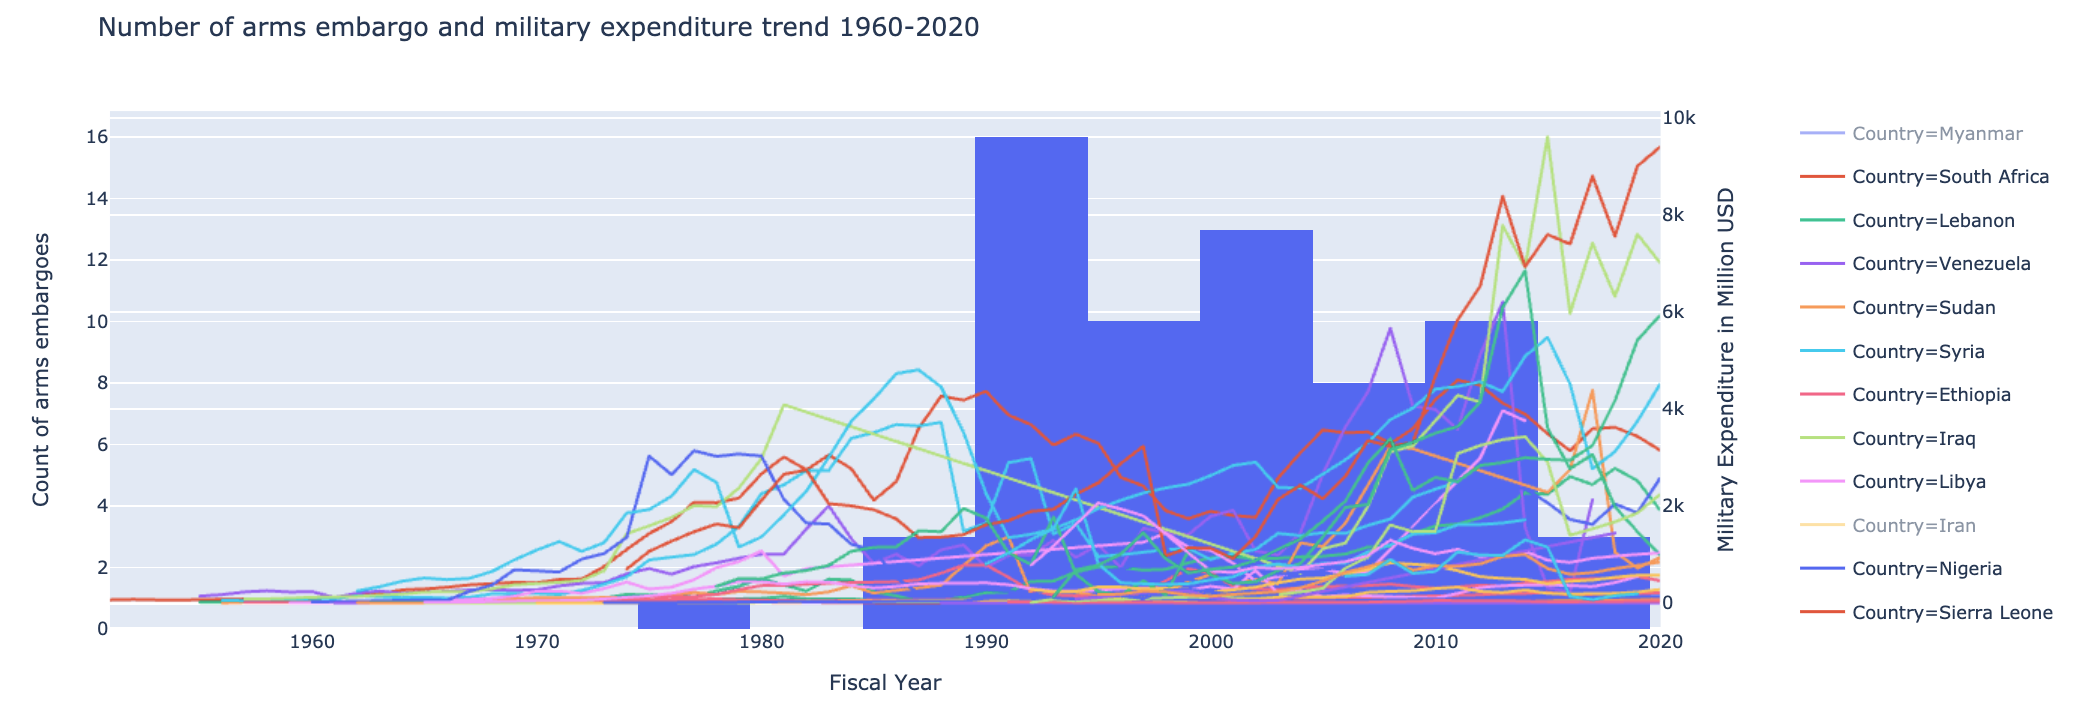 Number of arms embargo and military expenditure trend 1960-2020
Count of arms embargoes
16
14
12
10
8
6
4
2
0
1960 1970 1980 1990 2000 2010 2020
Fiscal Year
10k
8k
6k
4k
2k
0
Military Expenditure in Million USD
Country=Myanmar
Country=South Africa
Country=Lebanon
Country=Venezuela
Country=Sudan
Country=Syria
Country=Ethiopia
Country=Iraq
Country=Libya
Country=Iran
Country=Nigeria
Country=Sierra Leone